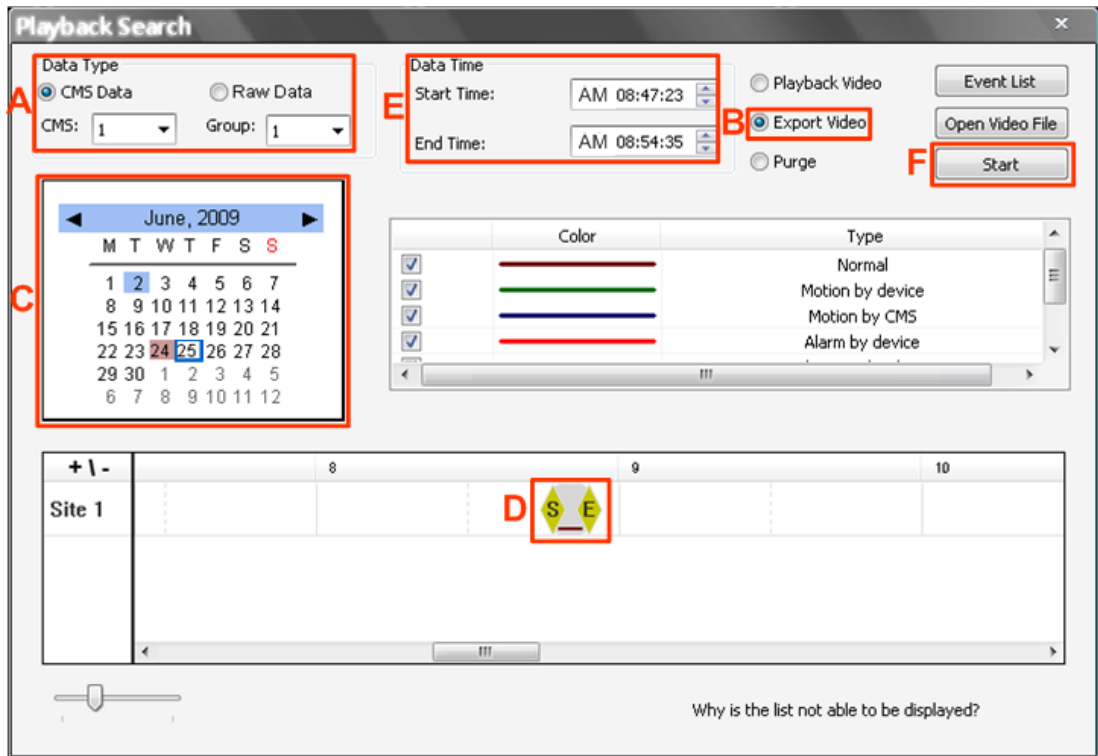 Playback Search
Data Type
A
CMS Data Raw Data
CMS: 1 Group: 1
Data Time
E
Start Time: AM 08:47:23
End Time: AM 08:54:35
Playback Video
B Export Video
Purge
Event List
Open Video File
F Start
C
June, 2009
M T W T F S S
1 2 3 4 5 6 7
8 9 10 11 12 13 14
15 16 17 18 19 20 21
22 23 24 25 26 27 28
29 30 1 2 3 4 5
6 7 8 9 10 11 12
Color Type
Normal
Motion by device
Motion by CMS
Alarm by device
+ \ - 8 9 10
Site 1 D S E
Why is the list not able to be displayed?